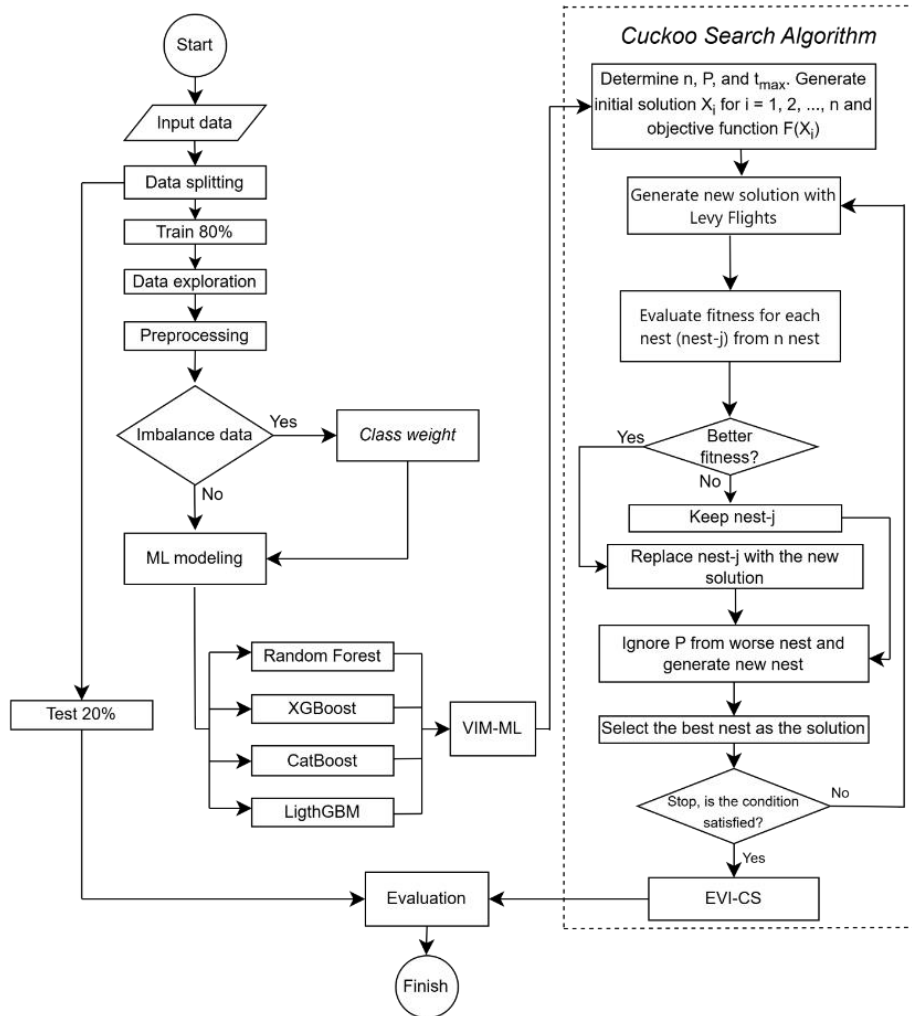 Start
Input data
Data splitting
Train 80%
Data exploration
Preprocessing
Imbalance data
Yes
Class weight
No
ML modeling
Random Forest
XGBoost
CatBoost
LigthGBM
VIM-ML
Test 20%
Evaluation
Finish
Cuckoo Search Algorithm
Determine n, P, and tmax. Generate
initial solution Xi for i = 1, 2, ..., n and
objective function F(Xi)
Generate new solution with
Levy Flights
Evaluate fitness for each
nest (nest-j) from n nest
Better
fitness?
Yes
No
Keep nest-j
Replace nest-j with the new
solution
Ignore P from worse nest and
generate new nest
Select the best nest as the solution
Stop, is the condition
satisfied?
No
Yes
EVI-CS